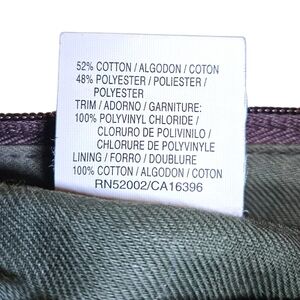 52% COTTON / ALGODON / COTON
48% POLYESTER / POLIESTER /
POLYESTER
TRIM / ADORNO / GARNITURE:
100% POLYVINYL CHLORIDE /
CLORURO DE POLIVINILO /
CHLORURE DE POLYVINYLE
LINING / FORRO / DOUBLURE
100% COTTON / ALGODON / COTON
RN52002/CA16396